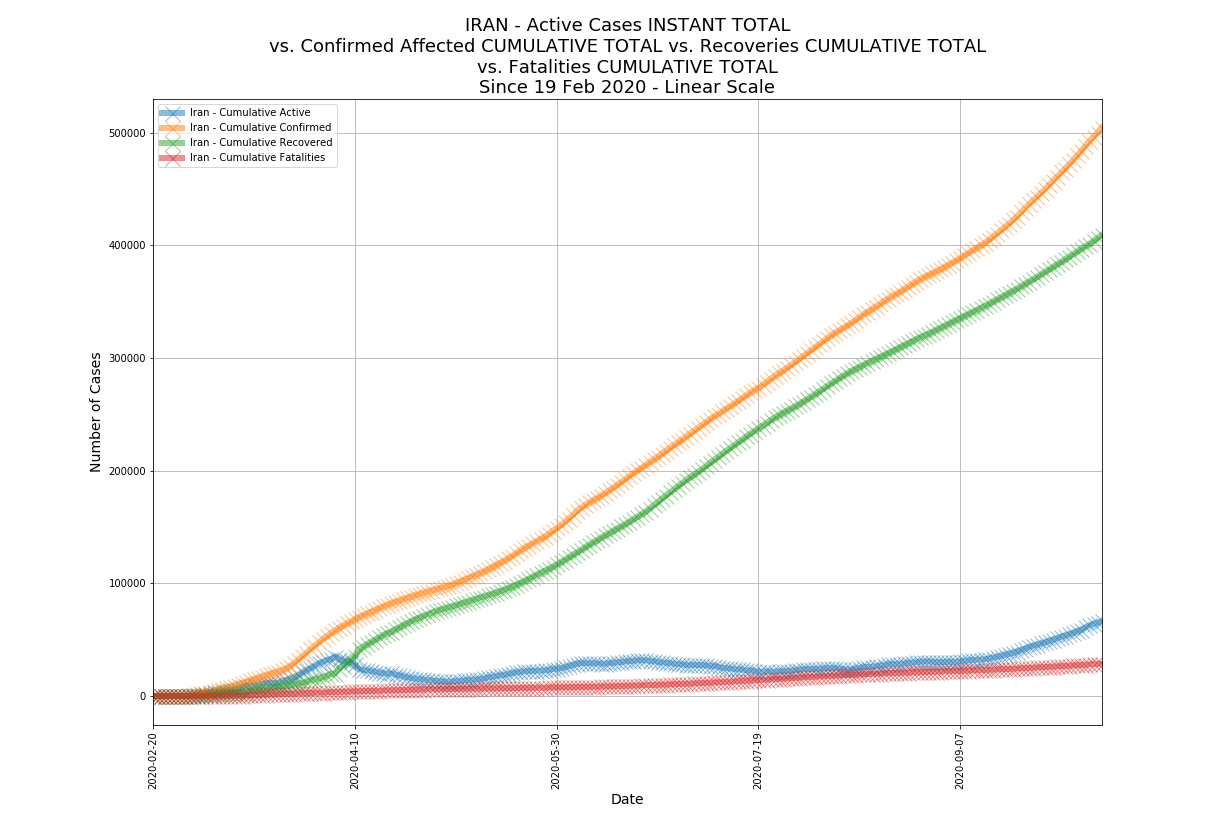 IRAN - Active Cases INSTANT TOTAL
vs. Confirmed Affected CUMULATIVE TOTAL vs. Recoveries CUMULATIVE TOTAL
vs. Fatalities CUMULATIVE TOTAL
Since 19 Feb 2020 - Linear Scale
Iran - Cumulative Active
Iran - Cumulative Confirmed
Iran - Cumulative Recovered
Iran - Cumulative Fatalities
500000
400000
300000
200000
100000
0
Number of Cases
2020-02-20
2020-04-10
2020-05-30
2020-07-19
2020-09-07
Date